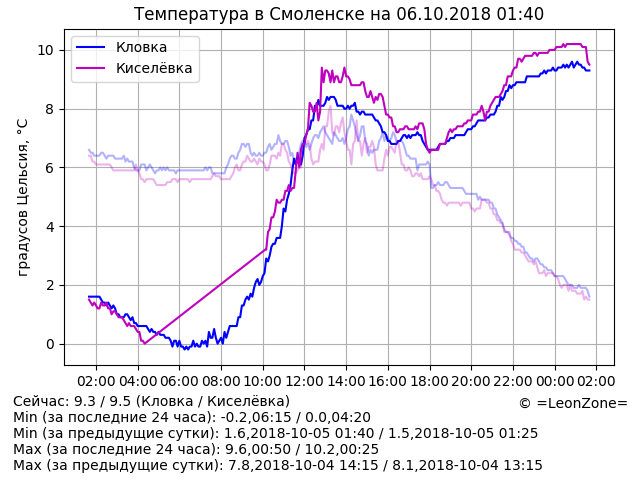 Температура в Смоленске на 06.10.2018 01:40
Кловка
Киселёвка
градусов Цельсия, °C
10
8
6
4
2
0
02:00 04:00 06:00 08:00 10:00 12:00 14:00 16:00 18:00 20:00 22:00 00:00 02:00
Сейчас: 9.3 / 9.5 (Кловка / Киселёвка)
© =LeonZone=
Min (за последние 24 часа): -0.2,06:15 / 0.0,04:20
Min (за предыдущие сутки): 1.6,2018-10-05 01:40 / 1.5,2018-10-05 01:25
Max (за последние 24 часа): 9.6,00:50 / 10.2,00:25
Max (за предыдущие сутки): 7.8,2018-10-04 14:15 / 8.1,2018-10-04 13:15